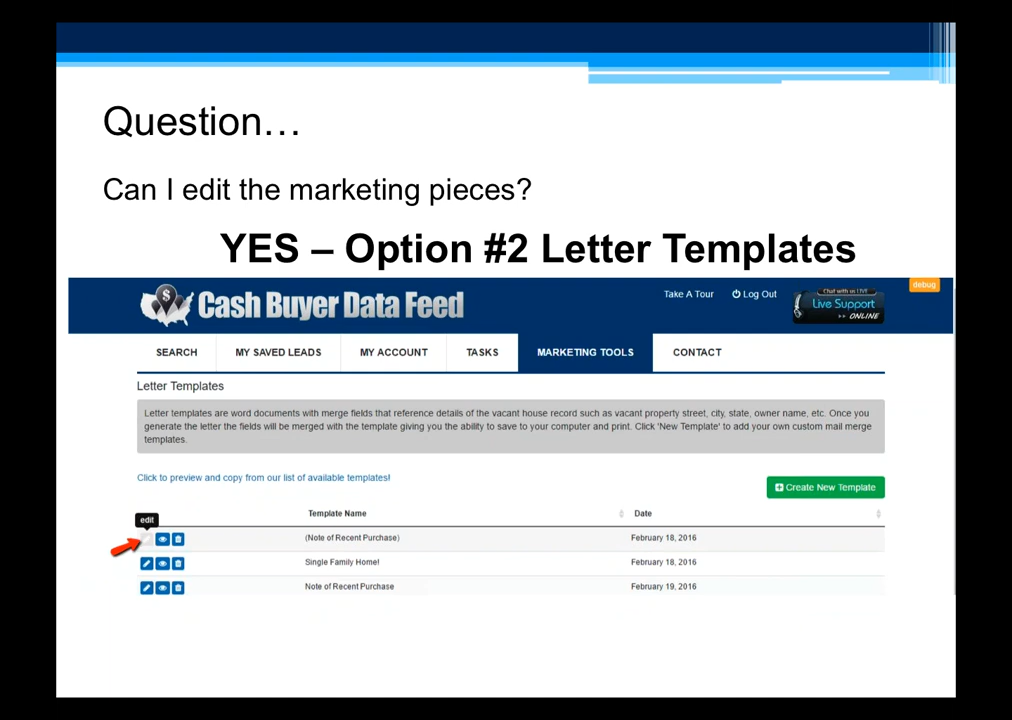 Question…
Can I edit the marketing pieces?
YES – Option #2 Letter Templates
debug
$ Cash Buyer Data Feed
Take A Tour Log Out
Chat with us LIVE
Live Support
ONLINE
SEARCH MY SAVED LEADS MY ACCOUNT TASKS MARKETING TOOLS CONTACT
Letter Templates
Letter templates are word documents with merge fields that reference details of the vacant house record such as vacant property street, city, state, owner name, etc. Once you
generate the letter the fields will be merged with the template giving you the ability to save to your computer and print. Click 'New Template' to add your own custom mail merge
templates.
Click to preview and copy from our list of available templates!
Create New Template
Template Name Date
edit
(Note of Recent Purchase) February 18, 2016
Single Family Home! February 18, 2016
Note of Recent Purchase February 19, 2016